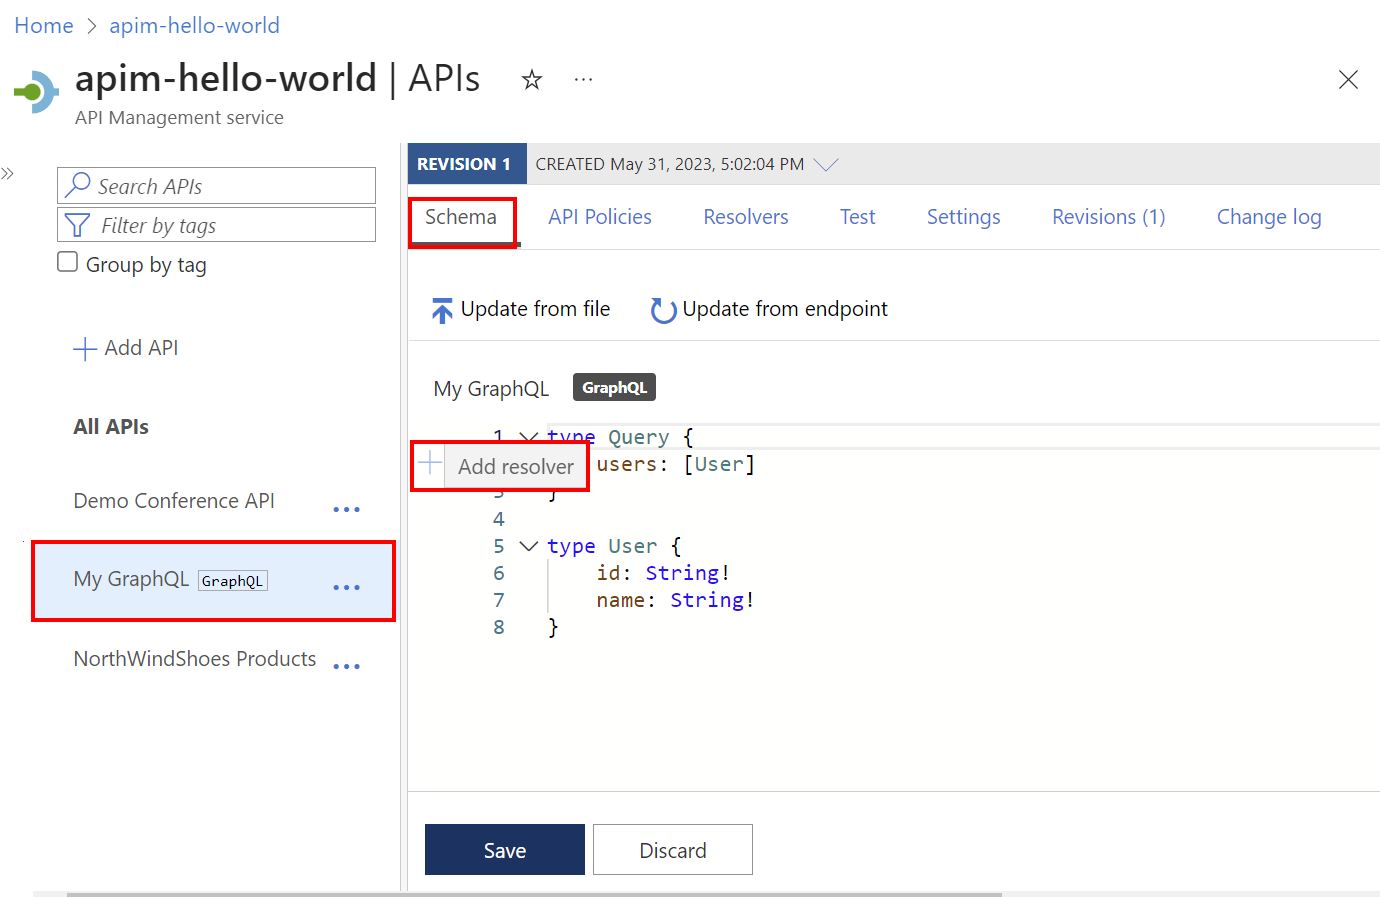 Home > apim-hello-world
apim-hello-world | APIs
API Management service
Search APIs
Filter by tags
Group by tag
Add API
All APIs
Demo Conference API
My GraphQL GraphQL
NorthWindShoes Products
REVISION 1 CREATED May 31, 2023, 5:02:04 PM
Schema API Policies Resolvers Test Settings Revisions (1) Change log
Update from file Update from endpoint
My GraphQL GraphQL
1 type Query {
Add resolver users: [User]
3 }
4
5 type User {
6 id: String!
7 name: String!
8 }
Save Discard